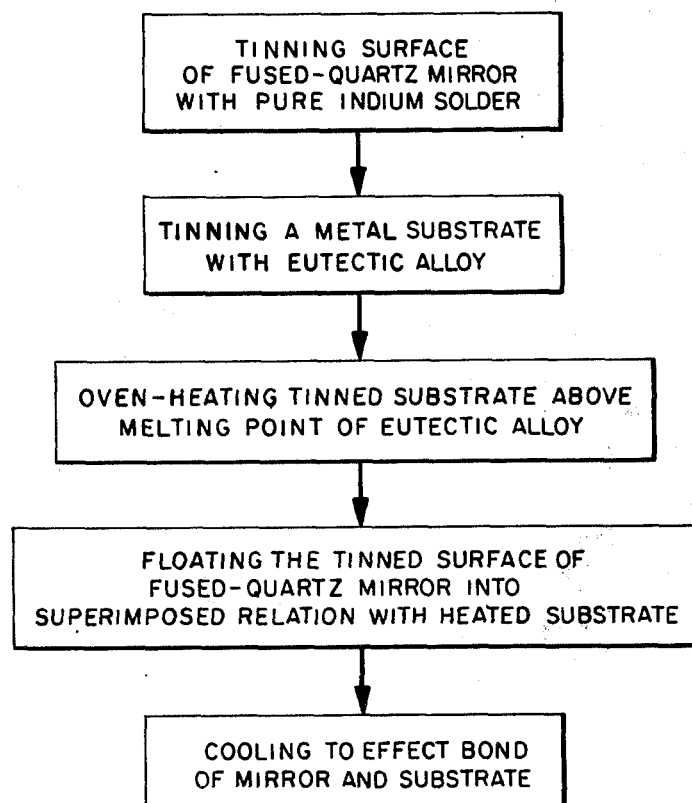 TINNING SURFACE
OF FUSED-QUARTZ MIRROR
WITH PURE INDIUM SOLDER
TINNING A METAL SUBSTRATE
WITH EUTECTIC ALLOY
OVEN-HEATING TINNED SUBSTRATE ABOVE
MELTING POINT OF EUTECTIC ALLOY
FLOATING THE TINNED SURFACE OF
FUSED-QUARTZ MIRROR INTO
SUPERIMPOSED RELATION WITH HEATED SUBSTRATE
COOLING TO EFFECT BOND
OF MIRROR AND SUBSTRATE